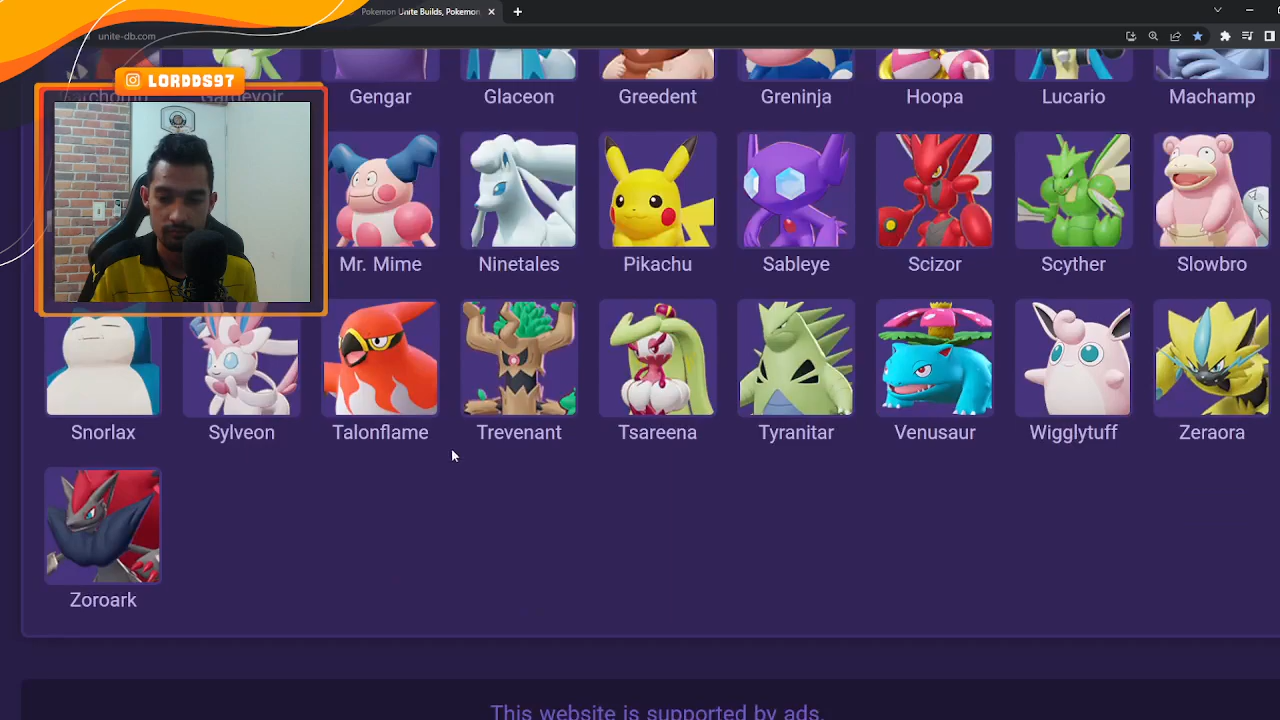 Pokemon Unite Builds, Pokemon
unite-db.com
LORDDS97
Garchomp Gardevoir Gengar Glaceon Greedent Greninja Hoopa Lucario Machamp
Mr. Mime Ninetales Pikachu Sableye Scizor Scyther Slowbro
Snorlax Sylveon Talonflame Trevenant Tsareena Tyranitar Venusaur Wigglytuff Zeraora
Zoroark
This website is supported by ads.